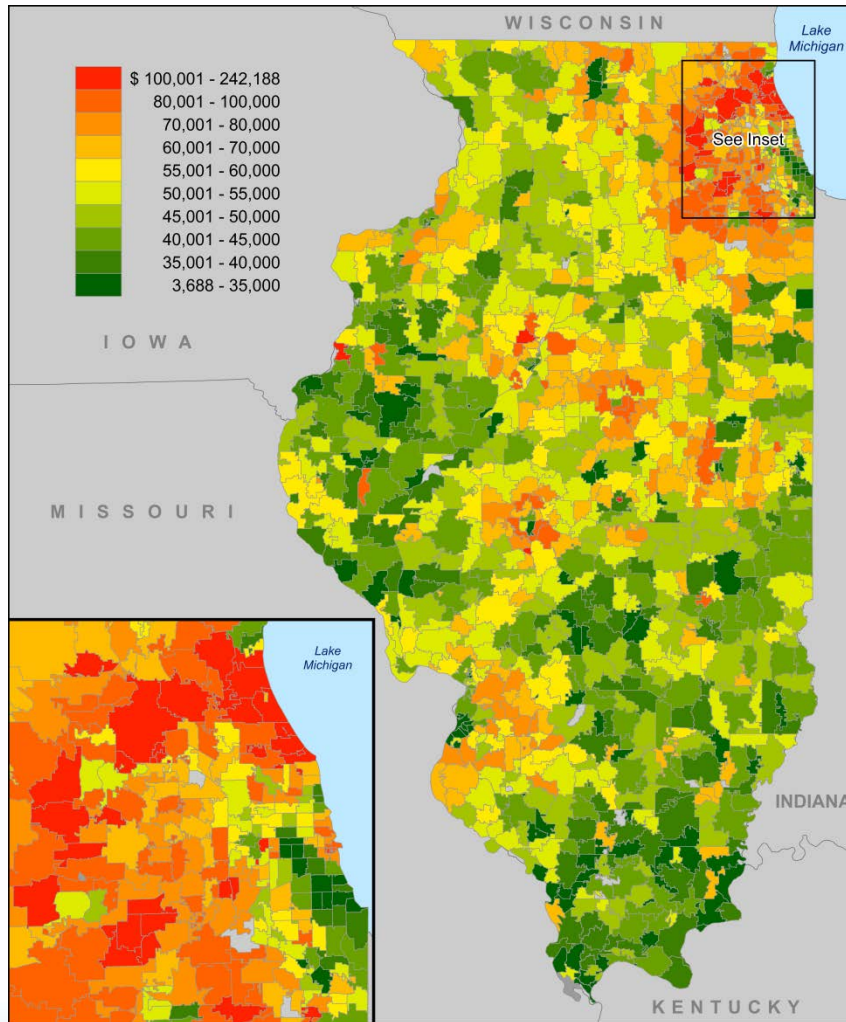 WISCONSIN
Lake
Michigan
$ 100,001 - 242,188
80,001 - 100,000
70,001 - 80,000
60,001 - 70,000
55,001 - 60,000
50,001 - 55,000
45,001 - 50,000
40,001 - 45,000
35,001 - 40,000
3,688 - 35,000
See Inset
IOWA
MISSOURI
Lake
Michigan
INDIANA
KENTUCKY